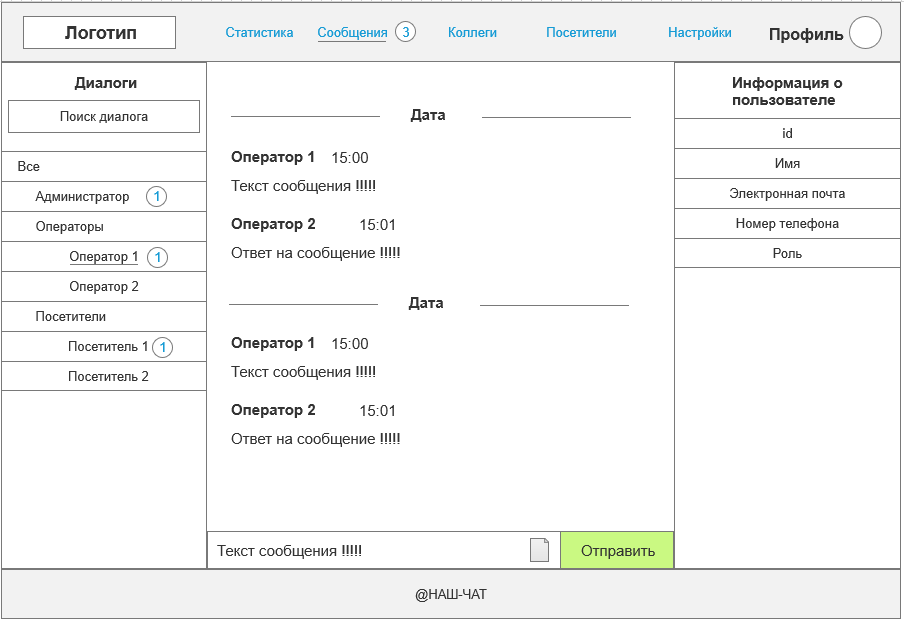 Логотип
Статистика
Сообщения 3
Коллеги
Посетители
Настройки
Профиль
Диалоги
Поиск диалога
Все
Администратор 1
Операторы
Оператор 1 1
Оператор 2
Посетители
Посетитель 1 1
Посетитель 2
Дата
Оператор 1 15:00
Текст сообщения !!!!!
Оператор 2 15:01
Ответ на сообщение !!!!!
Дата
Оператор 1 15:00
Текст сообщения !!!!!
Оператор 2 15:01
Ответ на сообщение !!!!!
Текст сообщения !!!!!
Отправить
Информация о
пользователе
id
Имя
Электронная почта
Номер телефона
Роль
@НАШ-ЧАТ